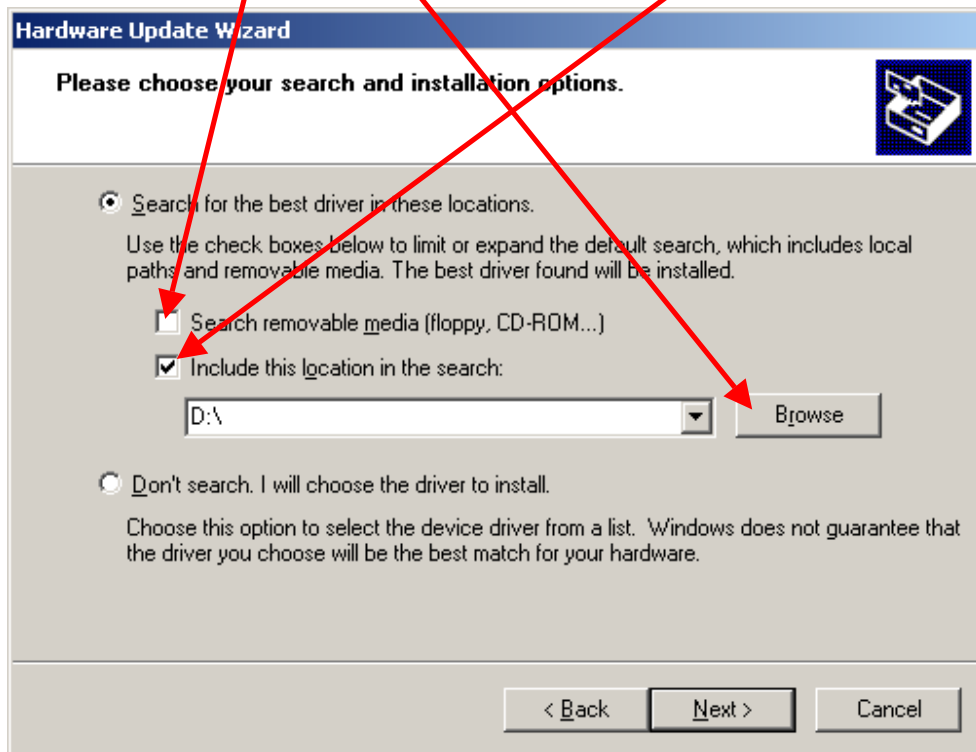 Hardware Update Wizard
Please choose your search and installation options.
Search for the best driver in these locations.
Use the check boxes below to limit or expand the default search, which includes local
paths and removable media. The best driver found will be installed.
Search removable media (floppy, CD-ROM...)
Include this location in the search:
D:\
Browse
Don't search. I will choose the driver to install.
Choose this option to select the device driver from a list.  Windows does not guarantee that
the driver you choose will be the best match for your hardware.
< Back
Next >
Cancel